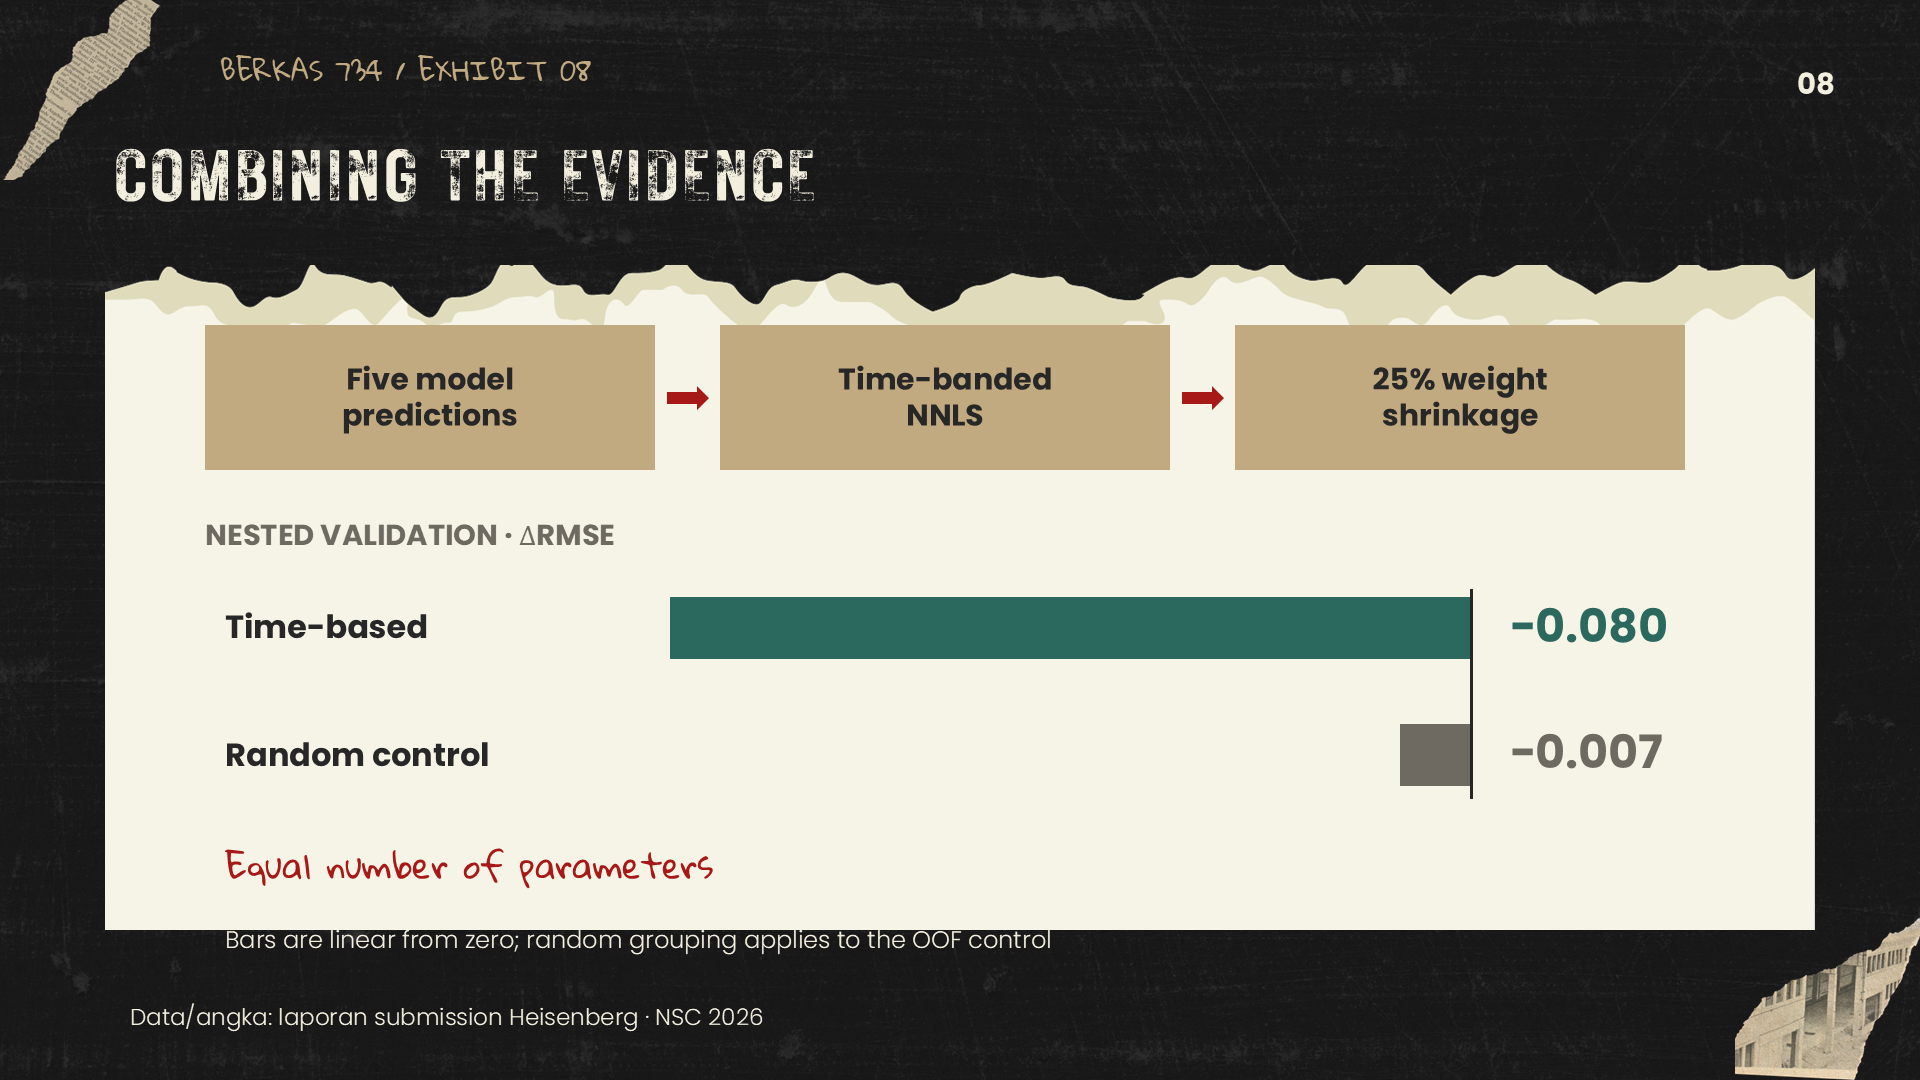 BERKAS 734 / EXHIBIT 08
08
COMBINING THE EVIDENCE
Five model
predictions
Time-banded
NNLS
25% weight
shrinkage
NESTED VALIDATION · ΔRMSE
Time-based
−0.080
Random control
−0.007
Equal number of parameters
Bars are linear from zero; random grouping applies to the OOF control
Data/angka: laporan submission Heisenberg · NSC 2026